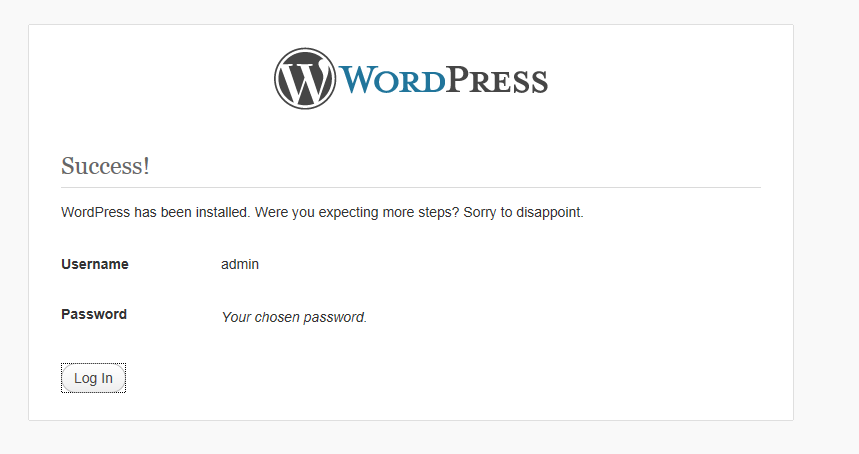 WORDPRESS
Success!
WordPress has been installed. Were you expecting more steps? Sorry to disappoint.
Username admin
Password Your chosen password.
Log In